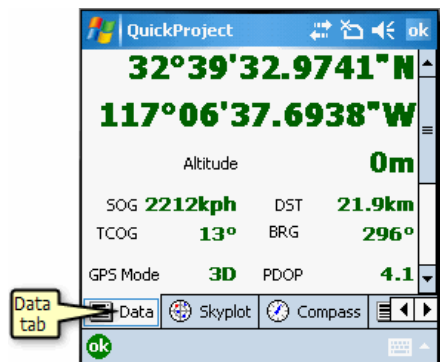 QuickProject ok
32°39'32.9741"N
117°06'37.6938"W
Altitude 0m
SOG 2212kph DST 21.9km
TCOG 13° BRG 296°
GPS Mode 3D PDOP 4.1
Data tab
Data Skyplot Compass
ok